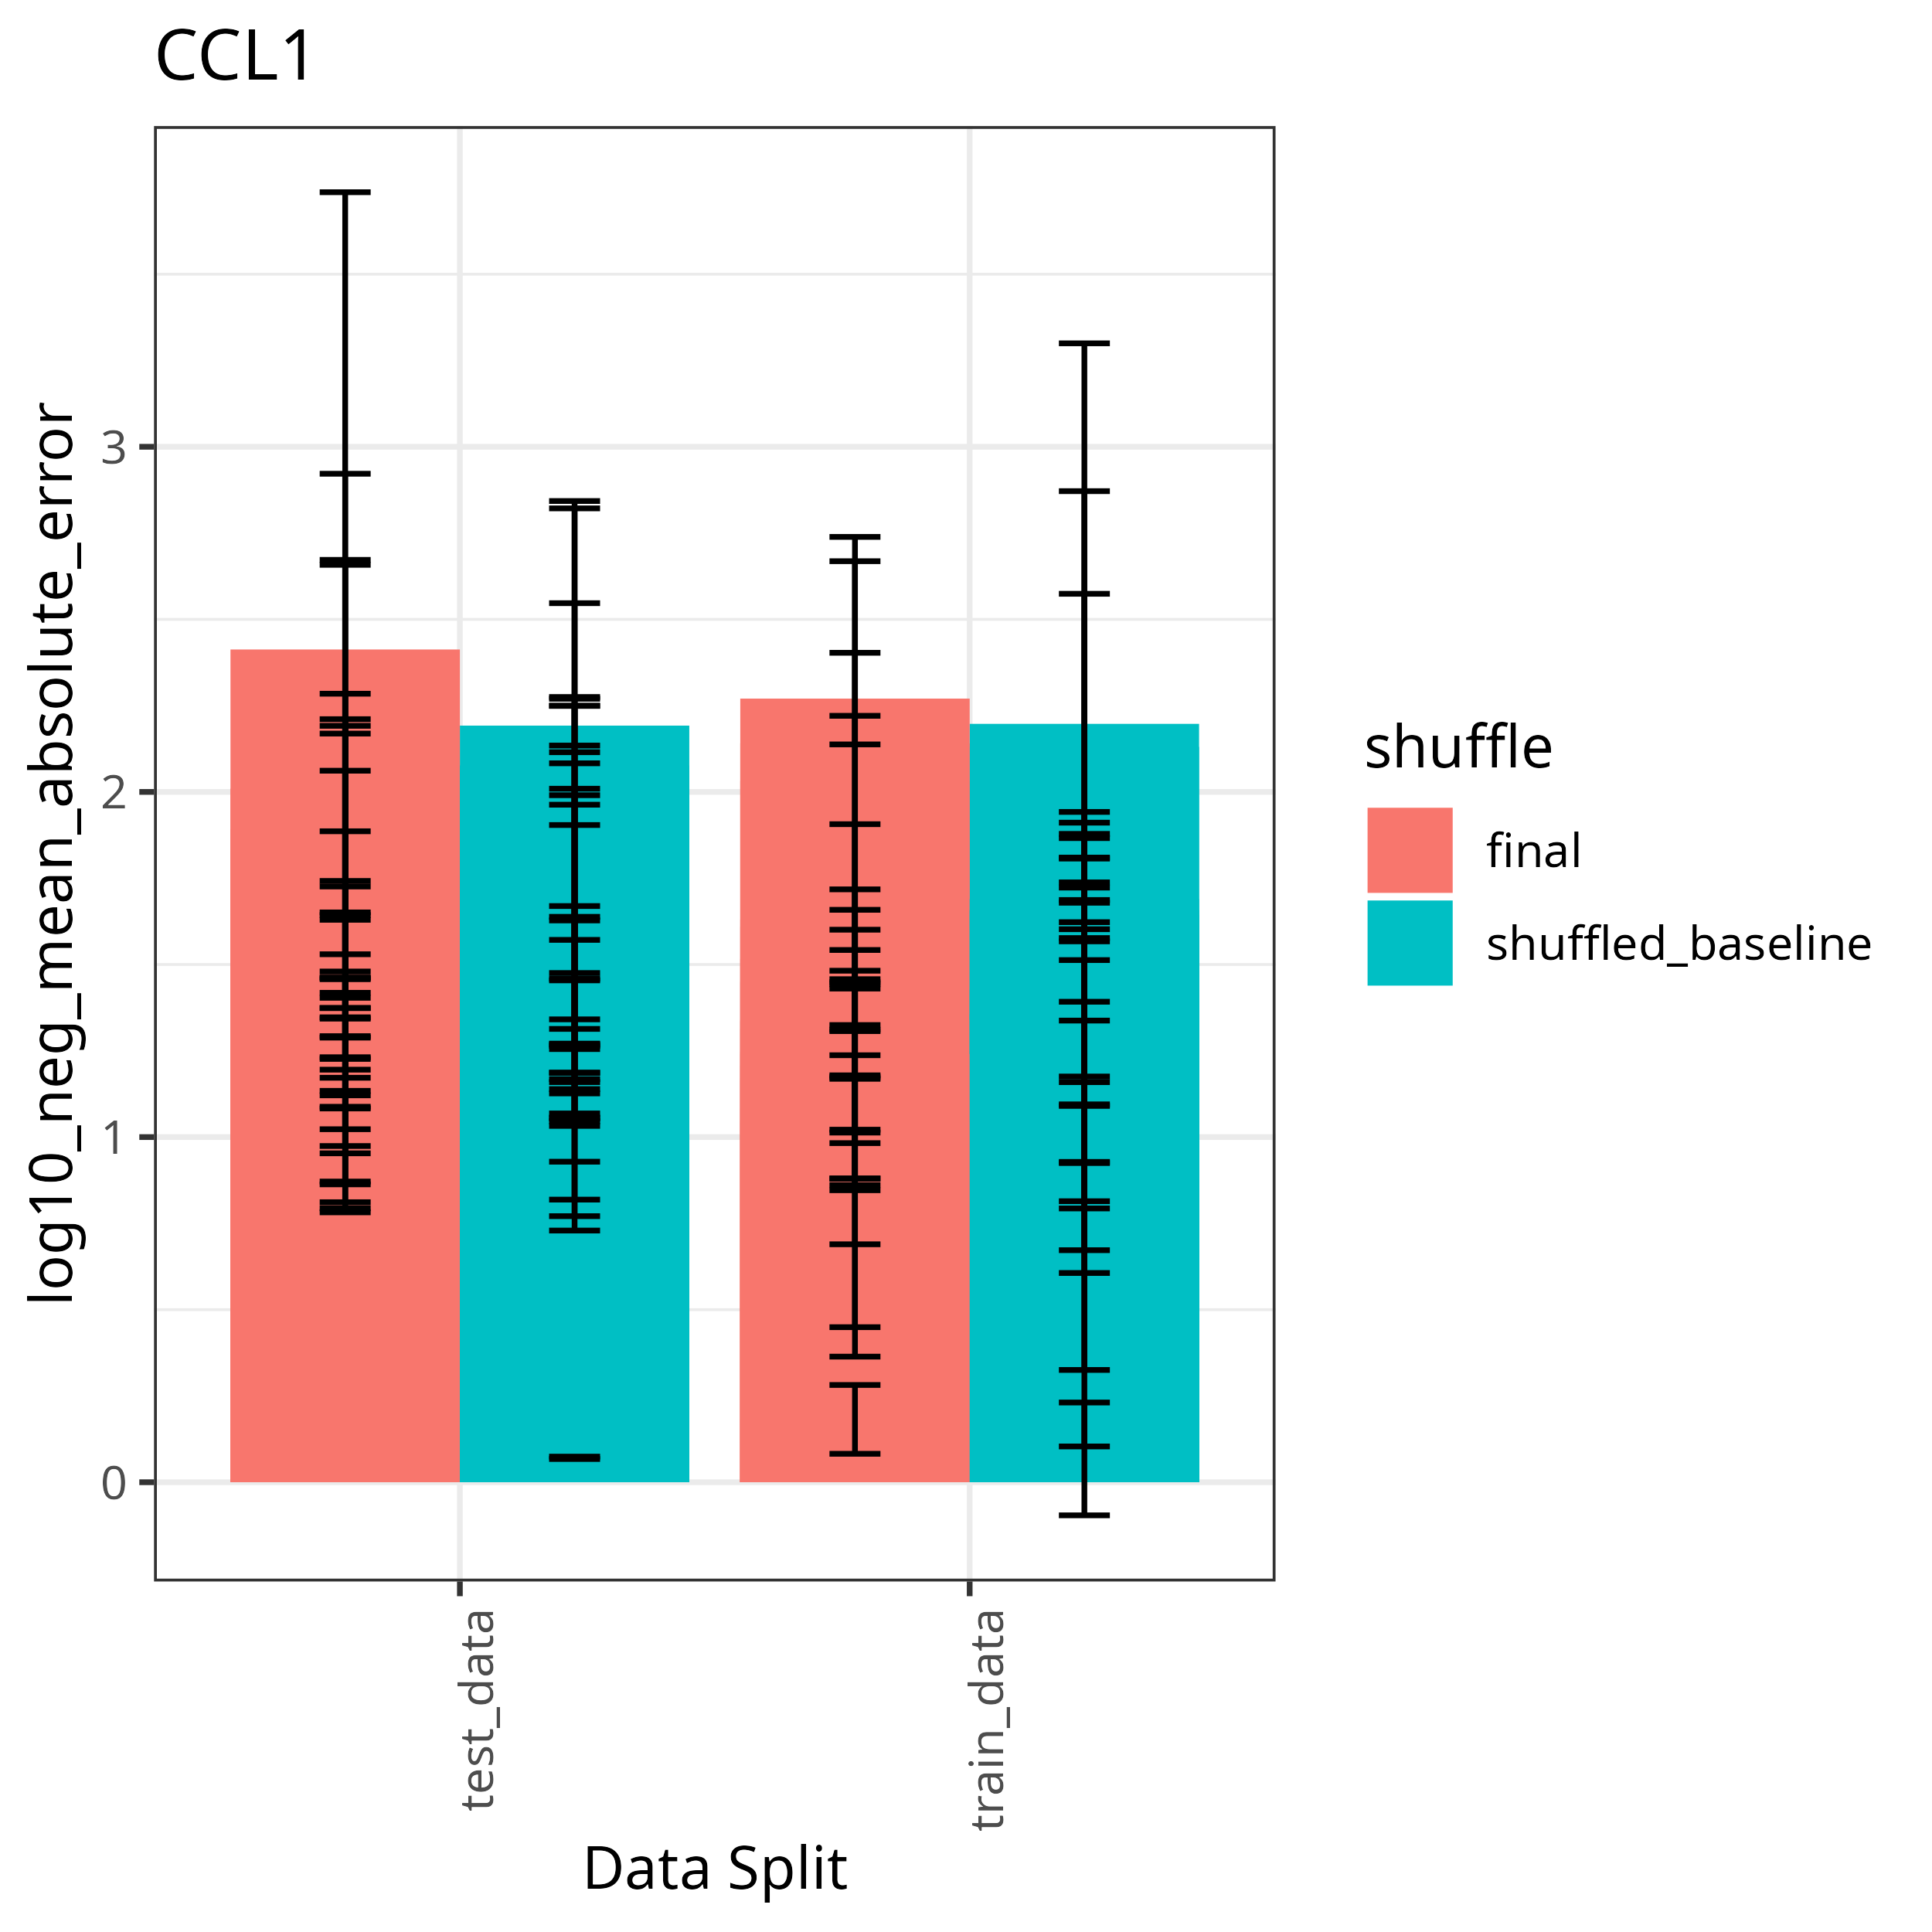 CCL1
log10_neg_mean_absolute_error
3
2
1
0
test_data
train_data
Data Split
shuffle
final
shuffled_baseline